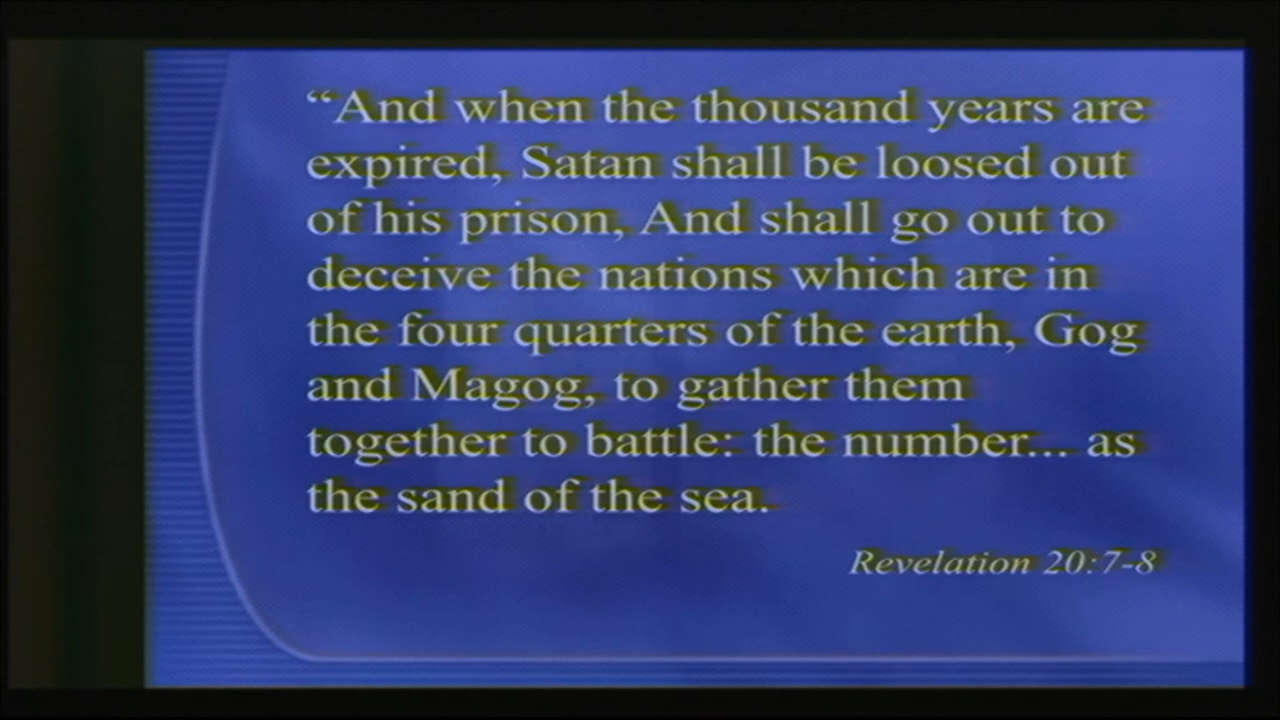 “And when the thousand years are
expired, Satan shall be loosed out
of his prison, And shall go out to
deceive the nations which are in
the four quarters of the earth, Gog
and Magog, to gather them
together to battle: the number... as
the sand of the sea.
Revelation 20:7-8